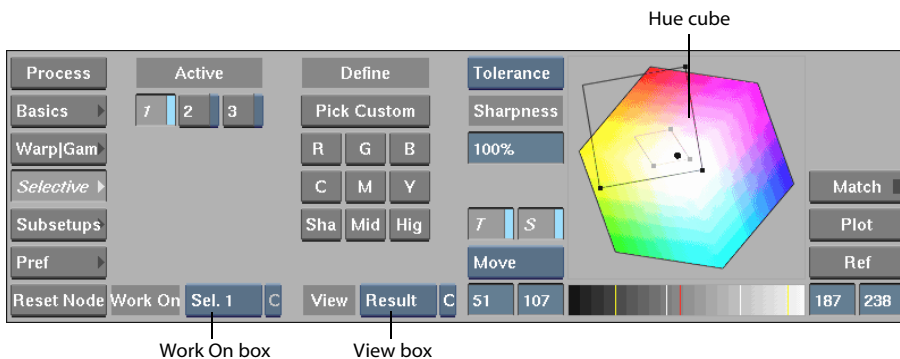 Hue cube
Process Active Define Tolerance
Basics 1 2 3 Pick Custom Sharpness
Warp|Gam R G B 100%
Selective C M Y Match
Subsetups Sha Mid Hig T S Plot
Pref Move Ref
Reset Node Work On Sel. 1 C View Result C 51 107 187 238
Work On box View box